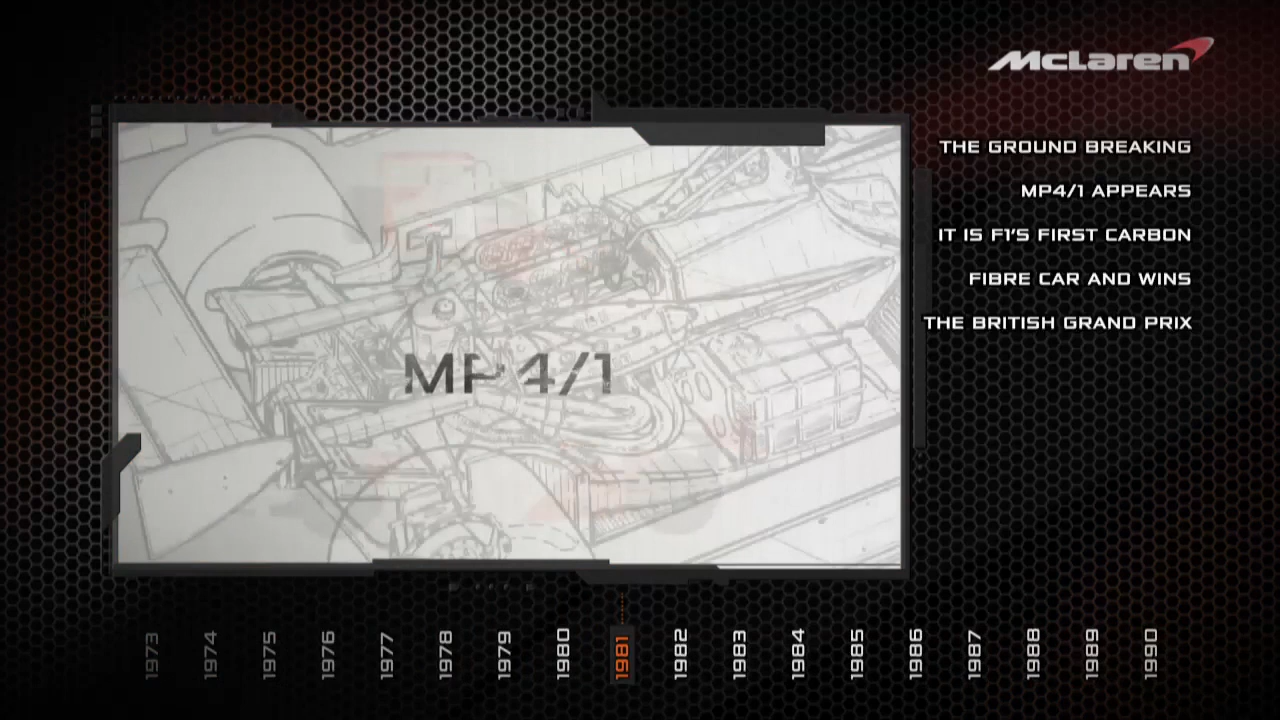 McLaren
THE GROUND BREAKING
MP4/1 APPEARS
IT IS F1'S FIRST CARBON
FIBRE CAR AND WINS
THE BRITISH GRAND PRIX
MP4/1
1973 1974 1975 1976 1977 1978 1979 1980 1981 1982 1983 1984 1985 1986 1987 1988 1989 1990